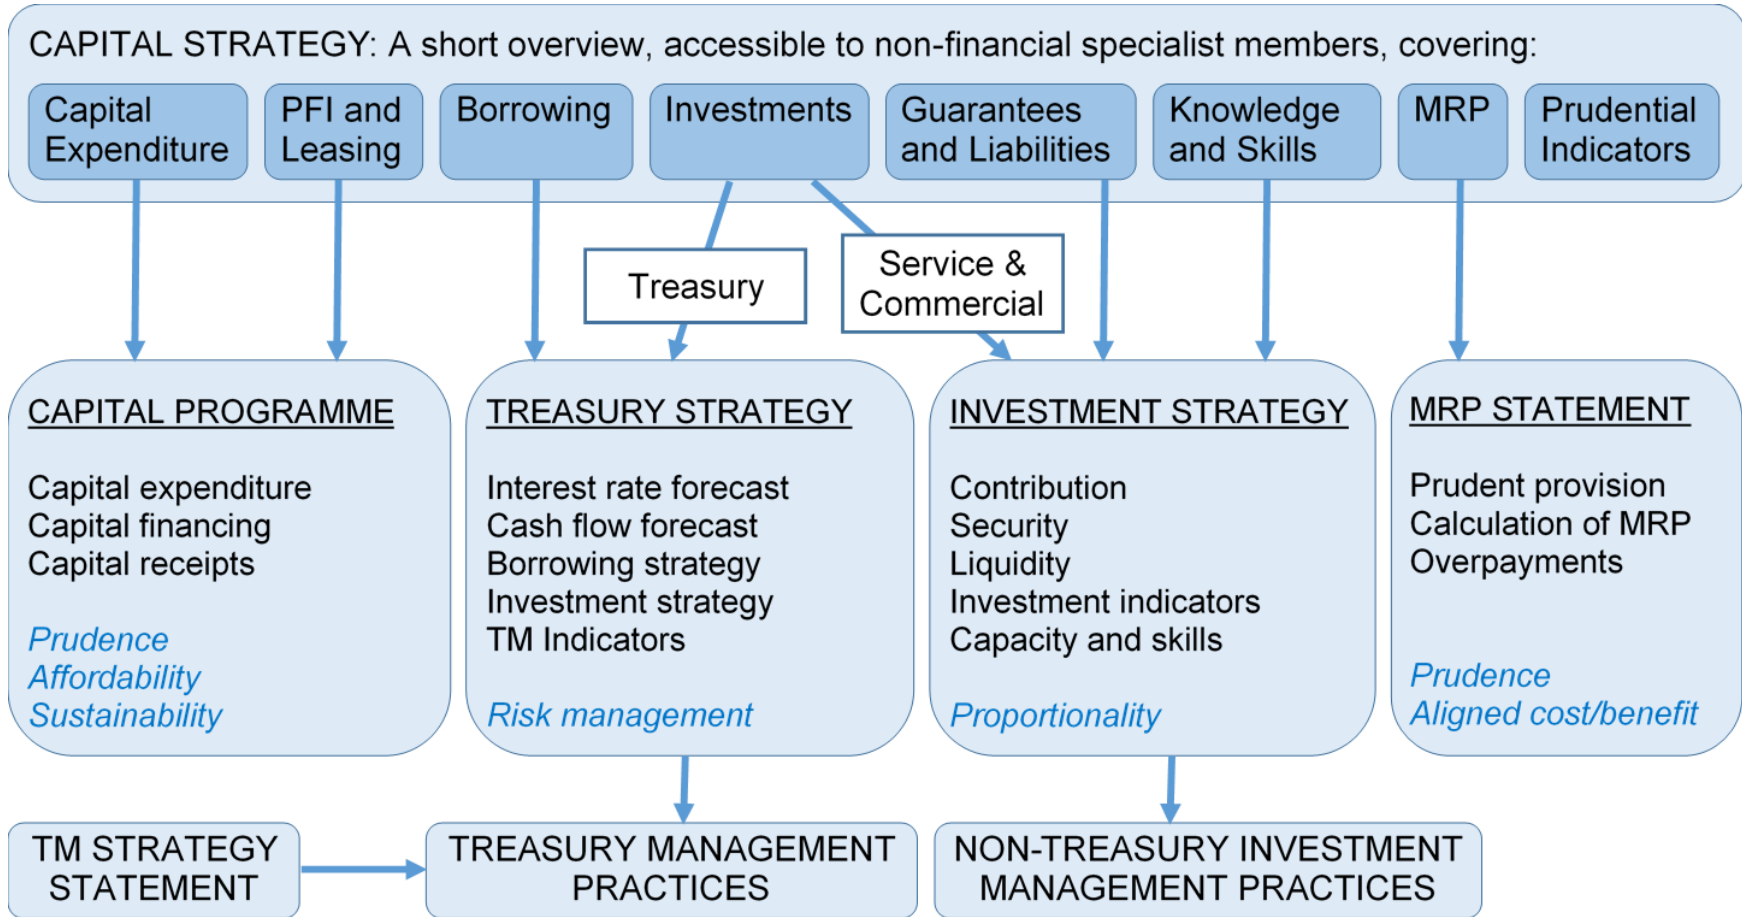 CAPITAL STRATEGY: A short overview, accessible to non-financial specialist members, covering:
Capital
Expenditure
PFI and
Leasing
Borrowing
Investments
Guarantees
and Liabilities
Knowledge
and Skills
MRP
Prudential
Indicators
Treasury
Service &
Commercial
CAPITAL PROGRAMME
Capital expenditure
Capital financing
Capital receipts
Prudence
Affordability
Sustainability
TREASURY STRATEGY
Interest rate forecast
Cash flow forecast
Borrowing strategy
Investment strategy
TM Indicators
Risk management
INVESTMENT STRATEGY
Contribution
Security
Liquidity
Investment indicators
Capacity and skills
Proportionality
MRP STATEMENT
Prudent provision
Calculation of MRP
Overpayments
Prudence
Aligned cost/benefit
TM STRATEGY
STATEMENT
TREASURY MANAGEMENT
PRACTICES
NON-TREASURY INVESTMENT
MANAGEMENT PRACTICES